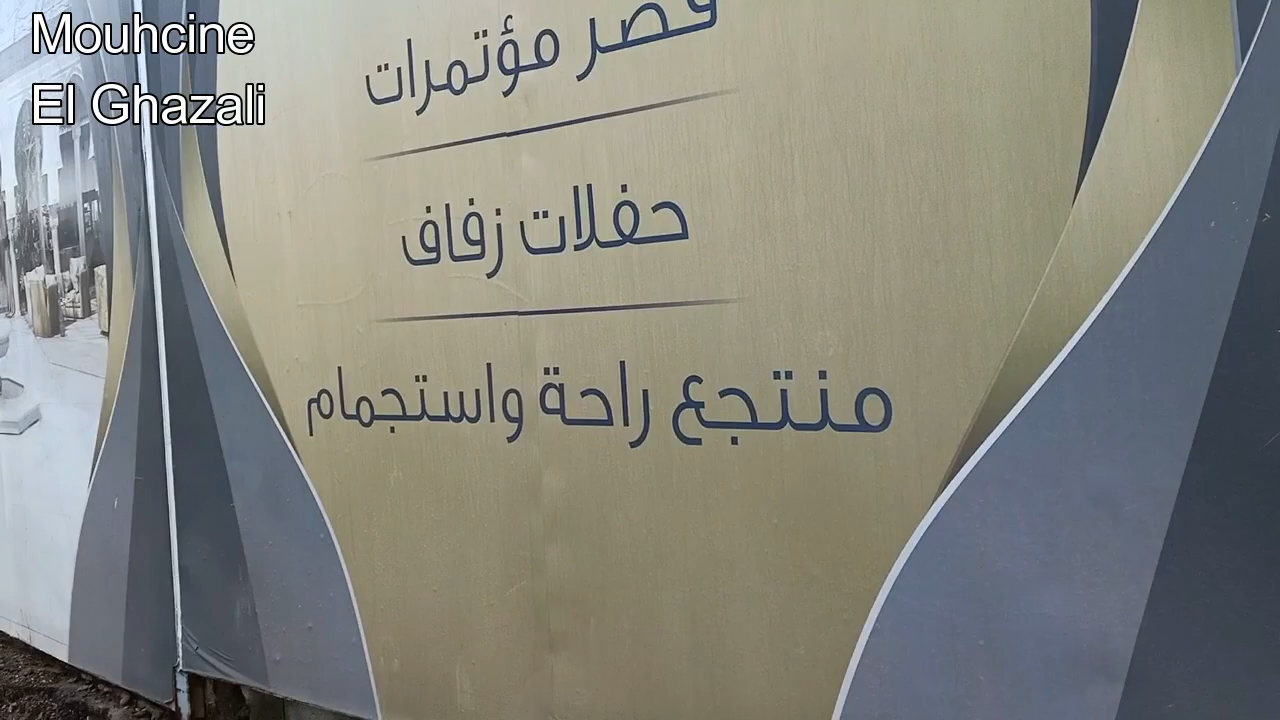 Mouhcine
El Ghazali
قصر مؤتمرات
حفلات زفاف
منتجع راحة واستجمام